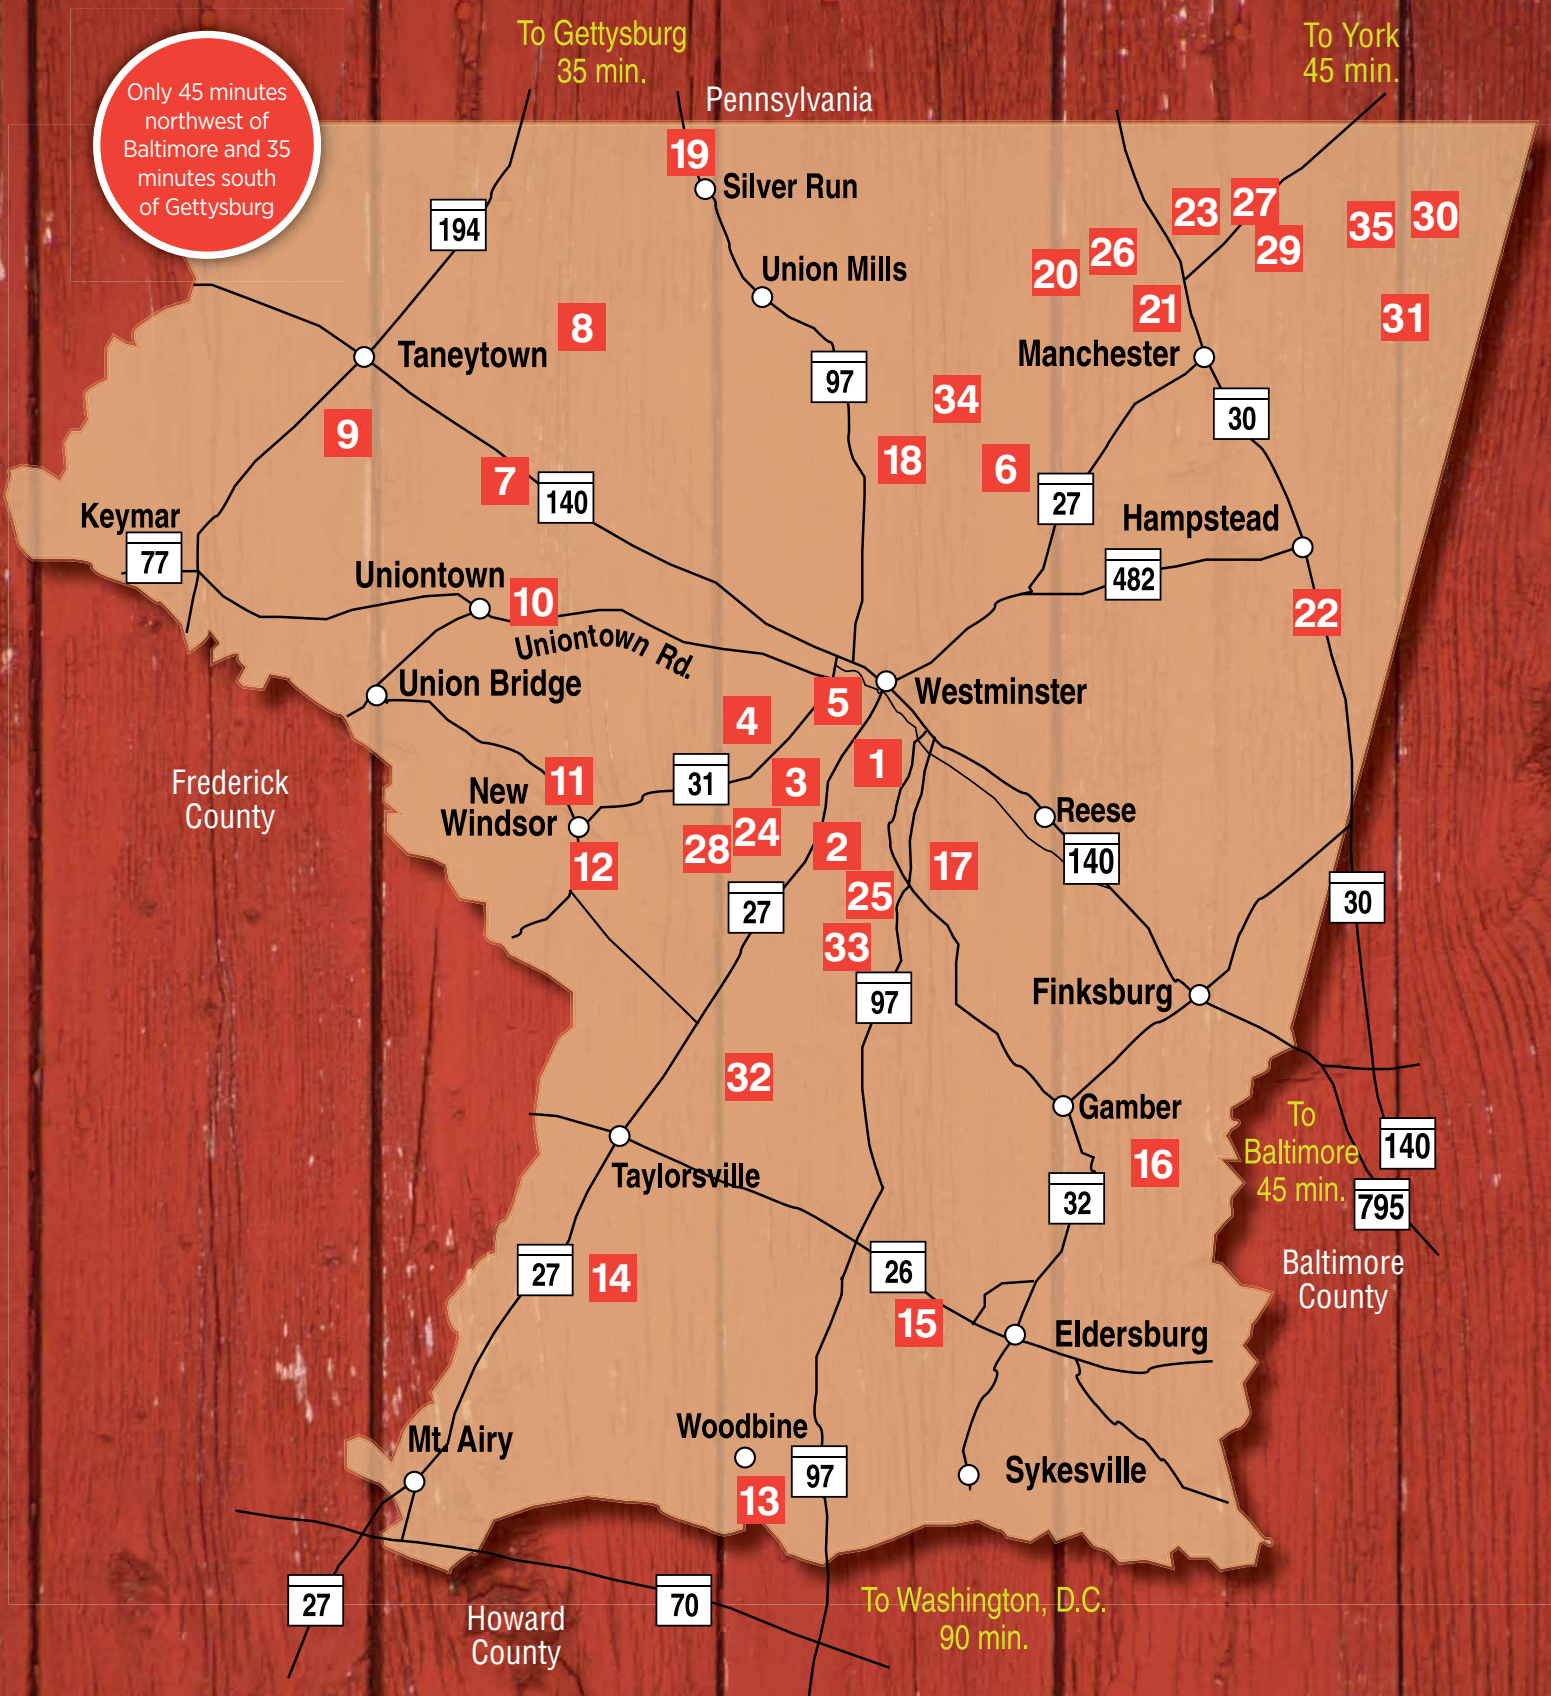 To Gettysburg
35 min.
To York
45 min.
Pennsylvania
Only 45 minutes
northwest of
Baltimore and 35
minutes south
of Gettysburg
19
Silver Run
194
23
27
35
30
29
26
20
Union Mills
21
31
8
Taneytown
Manchester
97
34
30
9
18
6
7
140
27
Keymar
Hampstead
77
482
Uniontown
10
22
Uniontown Rd.
Union Bridge
Westminster
5
4
1
Frederick
County
11
31
3
New
Windsor
Reese
24
28
2
12
17
140
25
27
30
33
97
Finksburg
32
Gamber
To
Baltimore
45 min.
140
16
Taylorsville
32
795
27
14
26
Baltimore
County
15
Eldersburg
Mt. Airy
Woodbine
97
Sykesville
13
27
70
Howard
County
To Washington, D.C.
90 min.